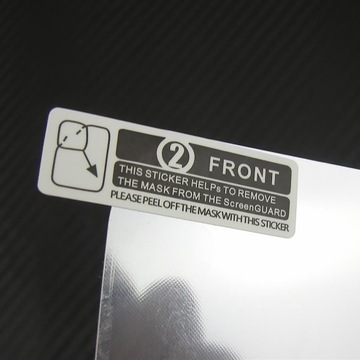 2 FRONT
THIS STICKER HELPs TO REMOVE
THE MASK FROM THE ScreenGUARD
PLEASE PEEL OFF THE MASK WITH THIS STICKER